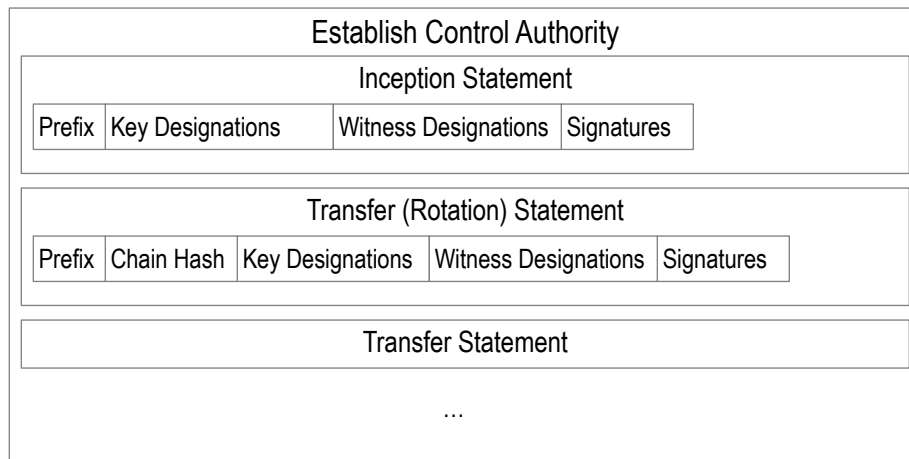 Establish Control Authority
Inception Statement
Prefix Key Designations Witness Designations Signatures
Transfer (Rotation) Statement
Prefix Chain Hash Key Designations Witness Designations Signatures
Transfer Statement
...